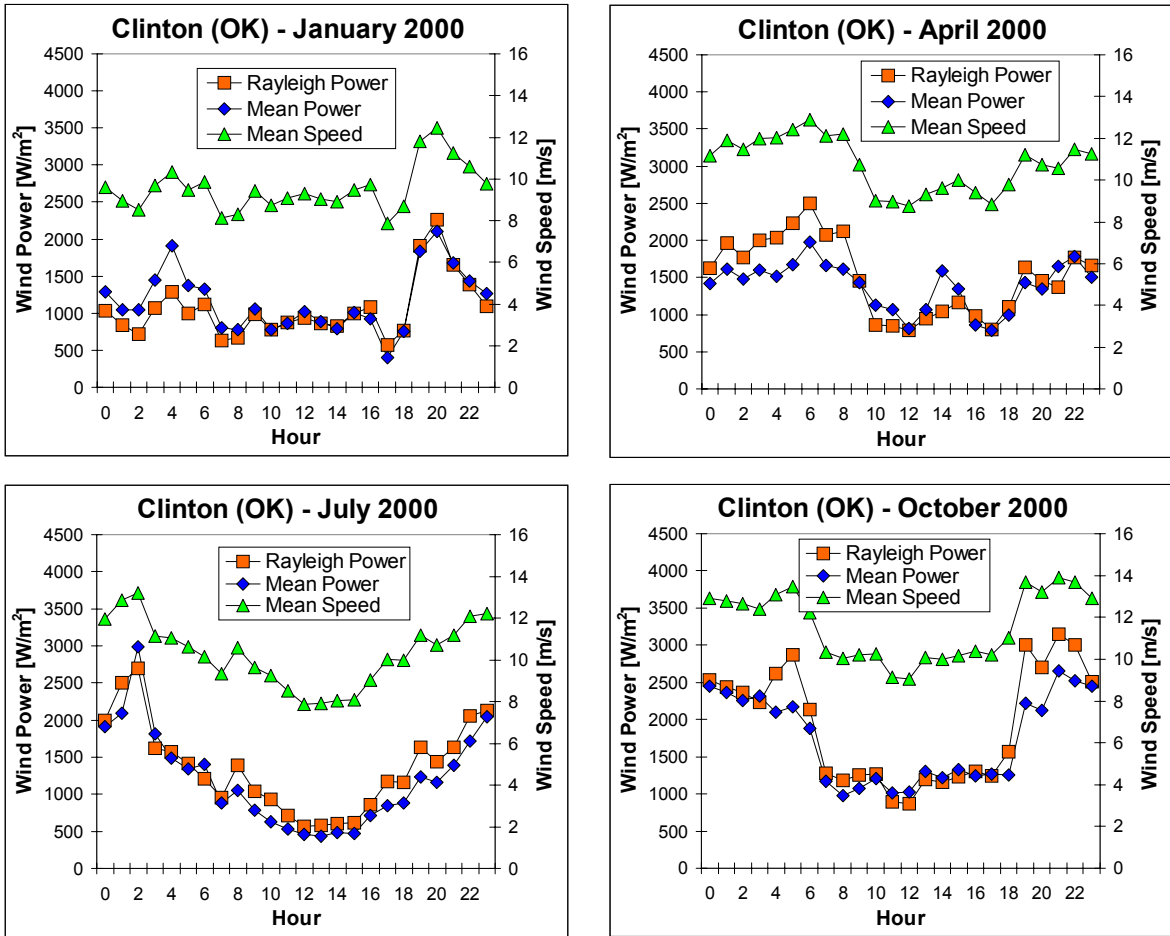 Clinton (OK) - January 2000
Rayleigh Power
Mean Power
Mean Speed
Wind Power [W/m²]
Wind Speed [m/s]
4500
4000
3500
3000
2500
2000
1500
1000
500
0
16
14
12
10
8
6
4
2
0
0 2 4 6 8 10 12 14 16 18 20 22
Hour
Clinton (OK) - April 2000
Rayleigh Power
Mean Power
Mean Speed
Wind Power [W/m²]
Wind Speed [m/s]
4500
4000
3500
3000
2500
2000
1500
1000
500
0
16
14
12
10
8
6
4
2
0
0 2 4 6 8 10 12 14 16 18 20 22
Hour
Clinton (OK) - July 2000
Rayleigh Power
Mean Power
Mean Speed
Wind Power [W/m²]
Wind Speed [m/s]
4500
4000
3500
3000
2500
2000
1500
1000
500
0
16
14
12
10
8
6
4
2
0
0 2 4 6 8 10 12 14 16 18 20 22
Hour
Clinton (OK) - October 2000
Rayleigh Power
Mean Power
Mean Speed
Wind Power [W/m²]
Wind Speed [m/s]
4500
4000
3500
3000
2500
2000
1500
1000
500
0
16
14
12
10
8
6
4
2
0
0 2 4 6 8 10 12 14 16 18 20 22
Hour